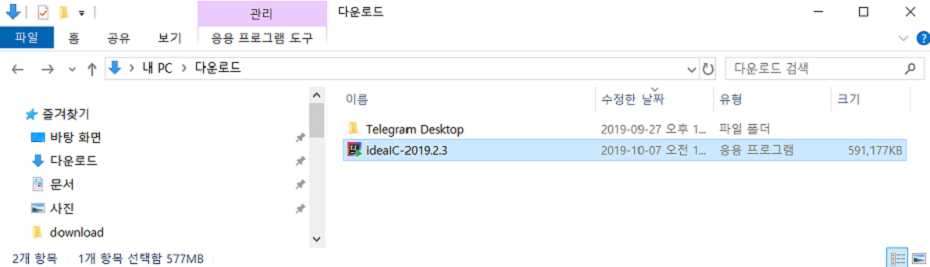 관리 다운로드
파일 홈 공유 보기 응용 프로그램 도구
내 PC > 다운로드 다운로드 검색
이름 수정한 날짜 유형 크기
즐겨찾기
바탕 화면
다운로드
문서
사진
download
Telegram Desktop 2019-09-27 오후 1... 파일 폴더
ideaIC-2019.2.3 2019-10-07 오전 1... 응용 프로그램 591,177KB
2개 항목 1개 항목 선택함 577MB